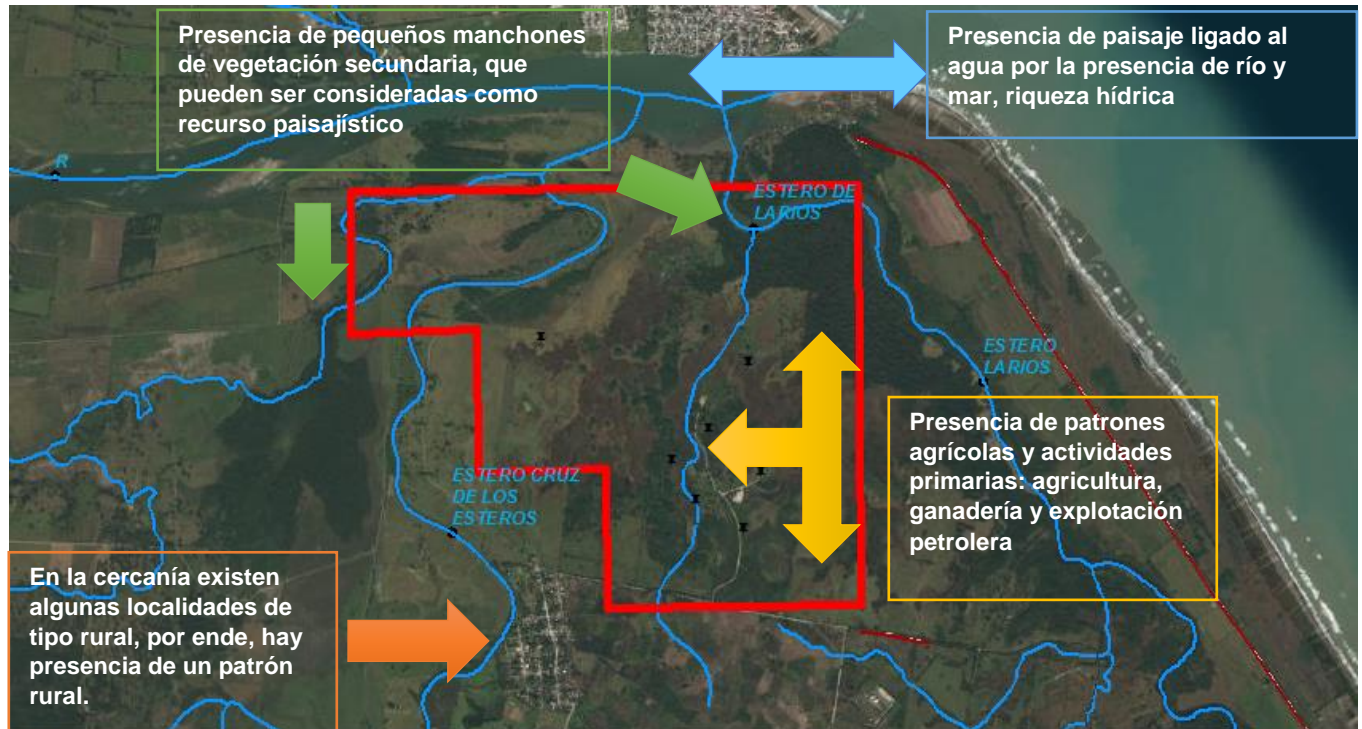 Presencia de pequeños manchones
de vegetación secundaria, que
pueden ser consideradas como
recurso paisajístico
Presencia de paisaje ligado al
agua por la presencia de río y
mar, riqueza hídrica
R
ESTERO DE
LARIOS
ESTERO
LARIOS
ESTERO CRUZ
DE LOS
ESTEROS
Presencia de patrones
agrícolas y actividades
primarias: agricultura,
ganadería y explotación
petrolera
En la cercanía existen
algunas localidades de
tipo rural, por ende, hay
presencia de un patrón
rural.